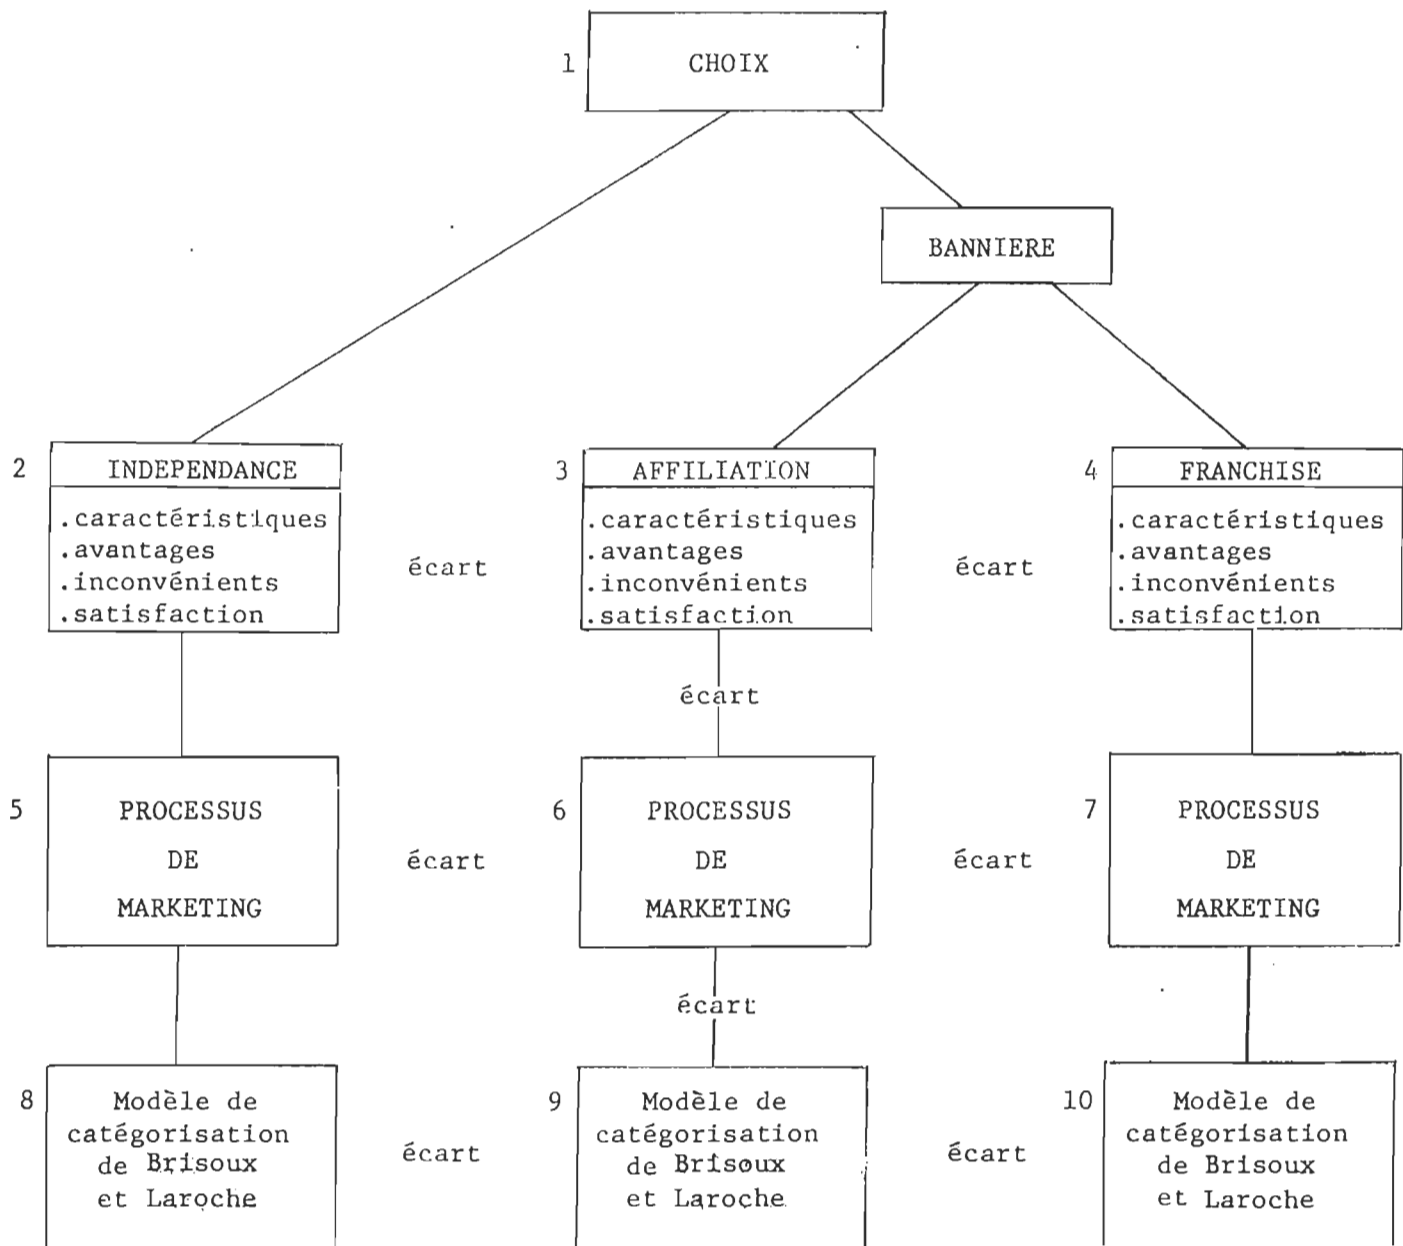 1 CHOIX
BANNIERE
2 INDEPENDANCE
.caractéristiques
.avantages
.inconvénients
.satisfaction
écart
3 AFFILIATION
.caractéristiques
.avantages
.inconvénients
.satisfaction
écart
4 FRANCHISE
.caractéristiques
.avantages
.inconvénients
.satisfaction
écart
5 PROCESSUS
DE
MARKETING
écart
6 PROCESSUS
DE
MARKETING
écart
7 PROCESSUS
DE
MARKETING
écart
8 Modèle de
catégorisation
de Brisoux
et Laroche
écart
9 Modèle de
catégorisation
de Brisoux
et Laroche
écart
10 Modèle de
catégorisation
de Brisoux
et Laroche